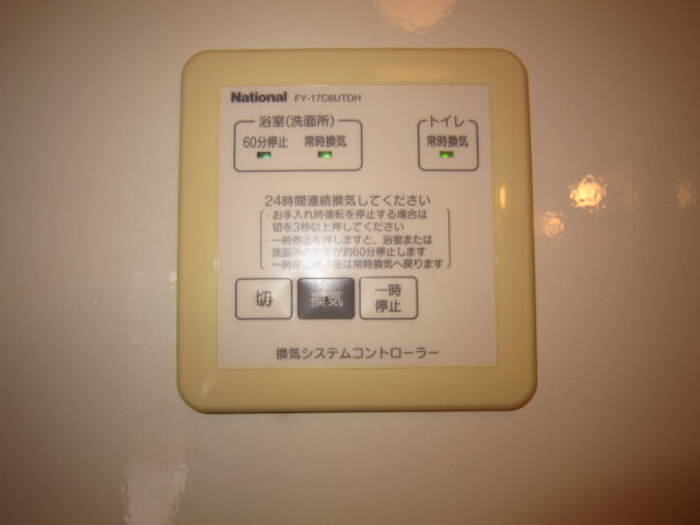 National FY-17C6UTDH
浴室(洗面所)
60分停止 常時換気
トイレ
常時換気
24時間連続換気してください
・お手入れ時運転を停止する場合は
切を3秒以上押してください
・一時停止を押しますと、浴室または
洗面所の が約60分停止します
一時 は常時換気へ戻ります
切 換気 一時停止
換気システムコントローラー